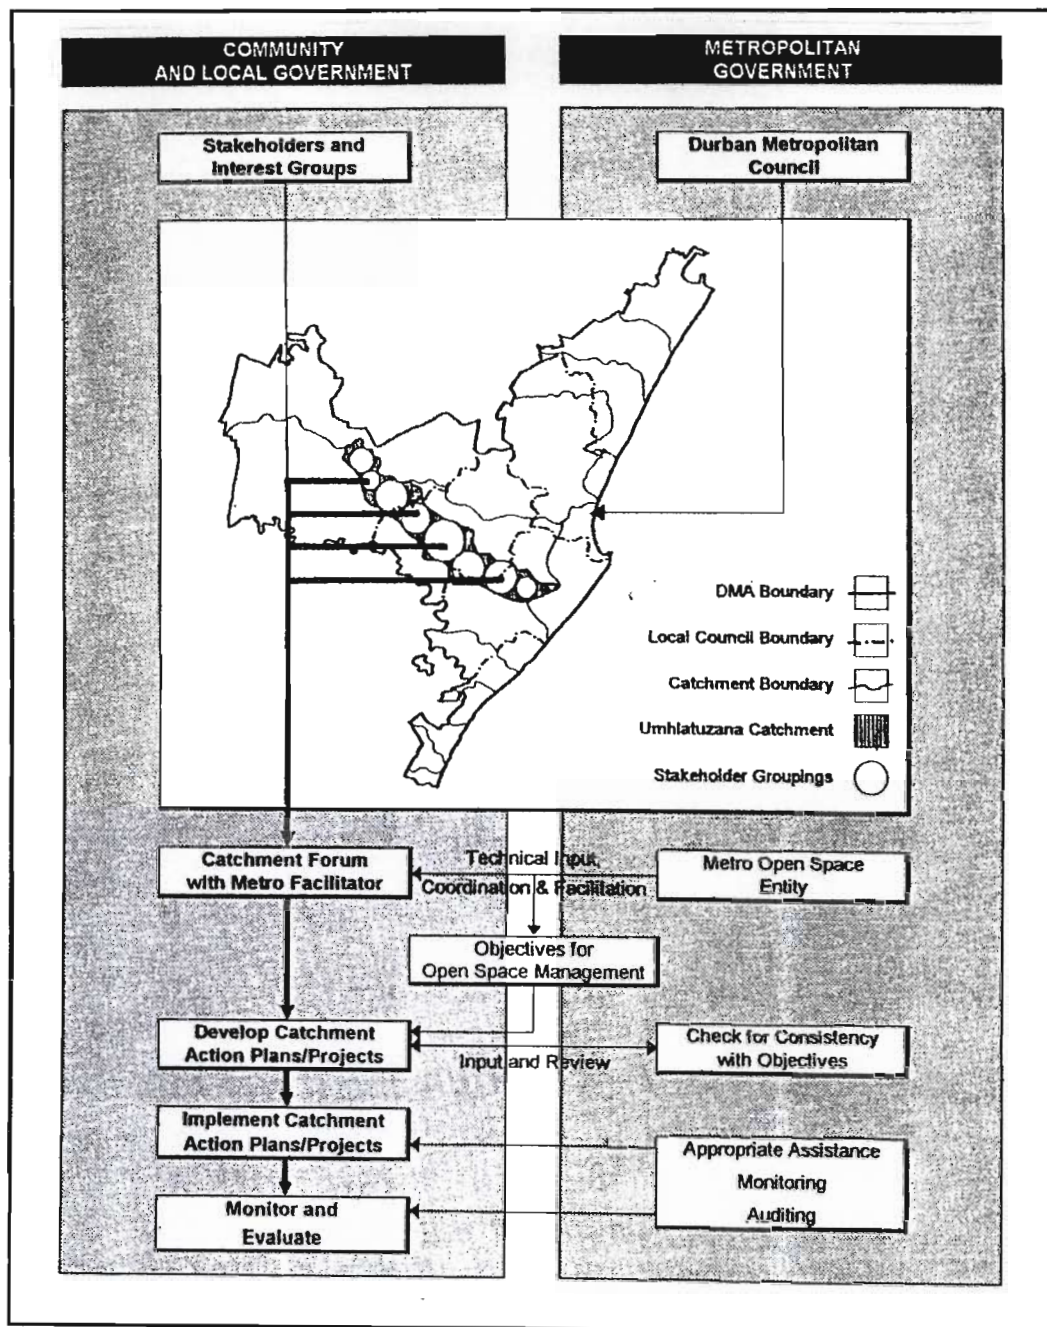 COMMUNITY
AND LOCAL GOVERNMENT
METROPOLITAN
GOVERNMENT
Stakeholders and
Interest Groups
Durban Metropolitan
Council
DMA Boundary
Local Council Boundary
Catchment Boundary
Umhlatuzana Catchment
Stakeholder Groupings
Catchment Forum
with Metro Facilitator
Technical Input,
Coordination & Facilitation
Metro Open Space
Entity
Objectives for
Open Space Management
Develop Catchment
Action Plans/Projects
Input and Review
Check for Consistency
with Objectives
Implement Catchment
Action Plans/Projects
Appropriate Assistance
Monitoring
Auditing
Monitor and
Evaluate